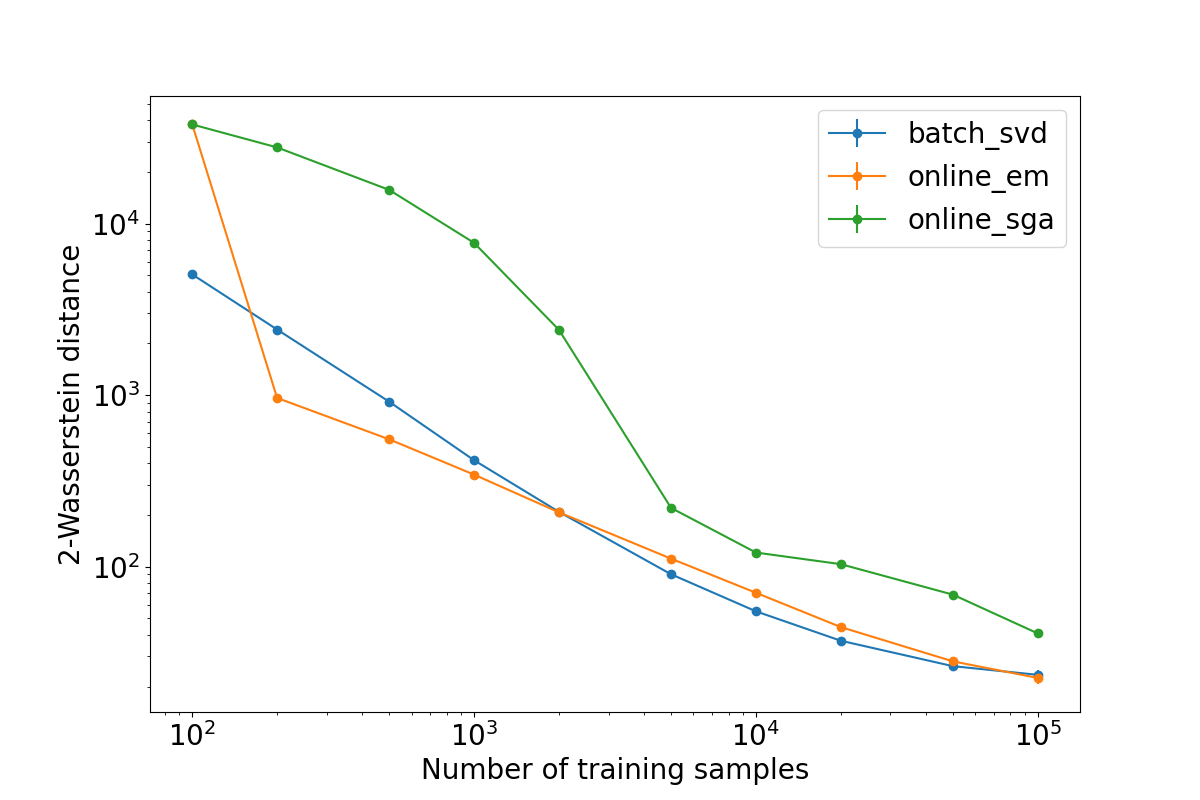 batch_svd
online_em
online_sga
2-Wasserstein distance
10⁴
10³
10²
10² 10³ 10⁴ 10⁵
Number of training samples